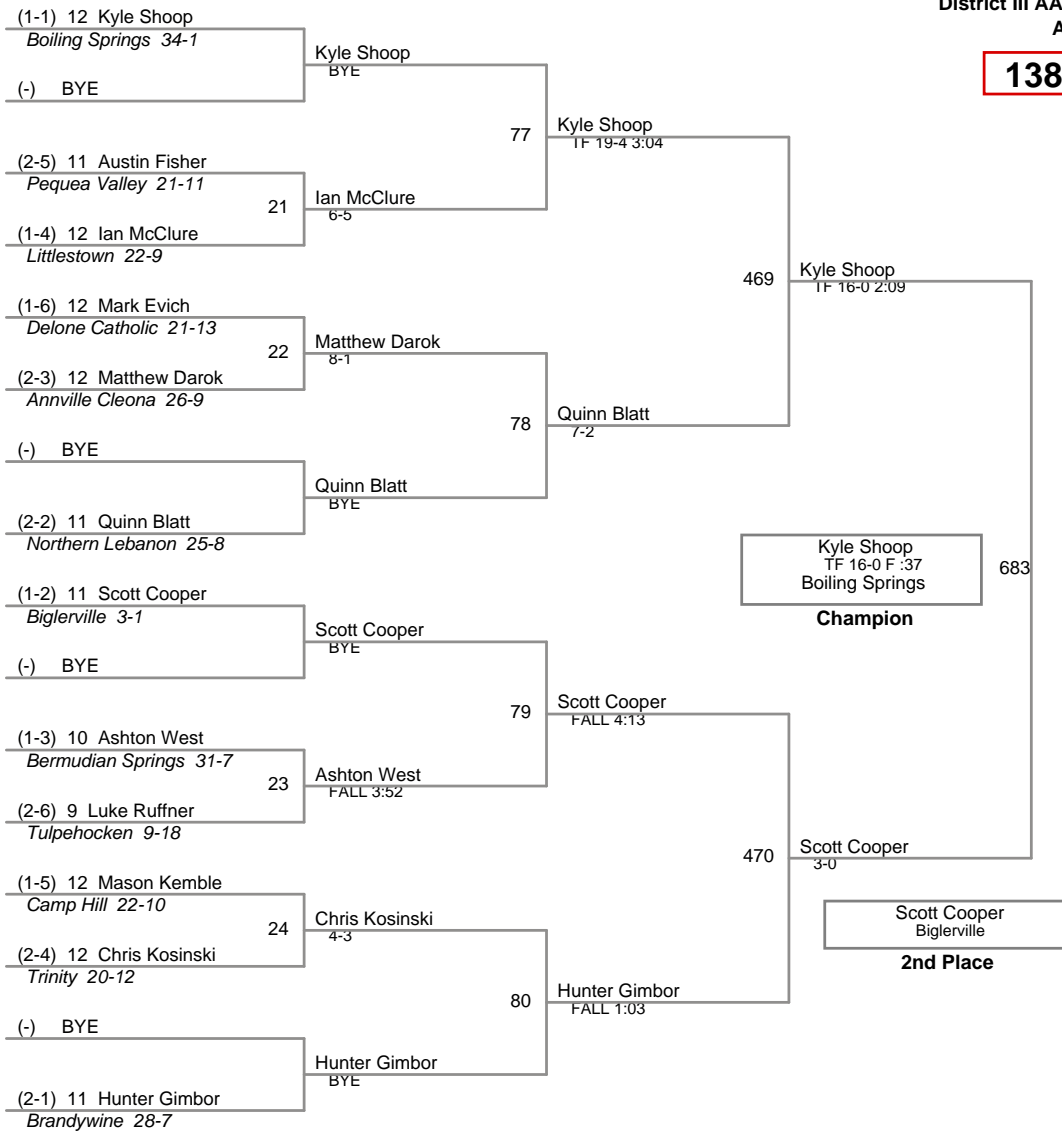 District III AA
A
138
(1-1) 12 Kyle Shoop
Boiling Springs 34-1
(-) BYE
(2-5) 11 Austin Fisher
Pequea Valley 21-11
21
(1-4) 12 Ian McClure
Littlestown 22-9
(1-6) 12 Mark Evich
Delone Catholic 21-13
22
(2-3) 12 Matthew Darok
Annville Cleona 26-9
(-) BYE
(2-2) 11 Quinn Blatt
Northern Lebanon 25-8
(1-2) 11 Scott Cooper
Biglerville 3-1
(-) BYE
(1-3) 10 Ashton West
Bermudian Springs 31-7
23
(2-6) 9 Luke Ruffner
Tulpehocken 9-18
(1-5) 12 Mason Kemble
Camp Hill 22-10
24
(2-4) 12 Chris Kosinski
Trinity 20-12
(-) BYE
(2-1) 11 Hunter Gimbor
Brandywine 28-7
Kyle Shoop
BYE
77
Ian McClure
6-5
Matthew Darok
8-1
78
Quinn Blatt
BYE
Scott Cooper
BYE
79
Ashton West
FALL 3:52
Chris Kosinski
4-3
80
Hunter Gimbor
BYE
Kyle Shoop
TF 19-4 3:04
469
Quinn Blatt
7-2
Scott Cooper
FALL 4:13
470
Hunter Gimbor
FALL 1:03
Kyle Shoop
TF 16-0 2:09
683
Scott Cooper
3-0
Kyle Shoop
TF 16-0 F :37
Boiling Springs
Champion
Scott Cooper
Biglerville
2nd Place